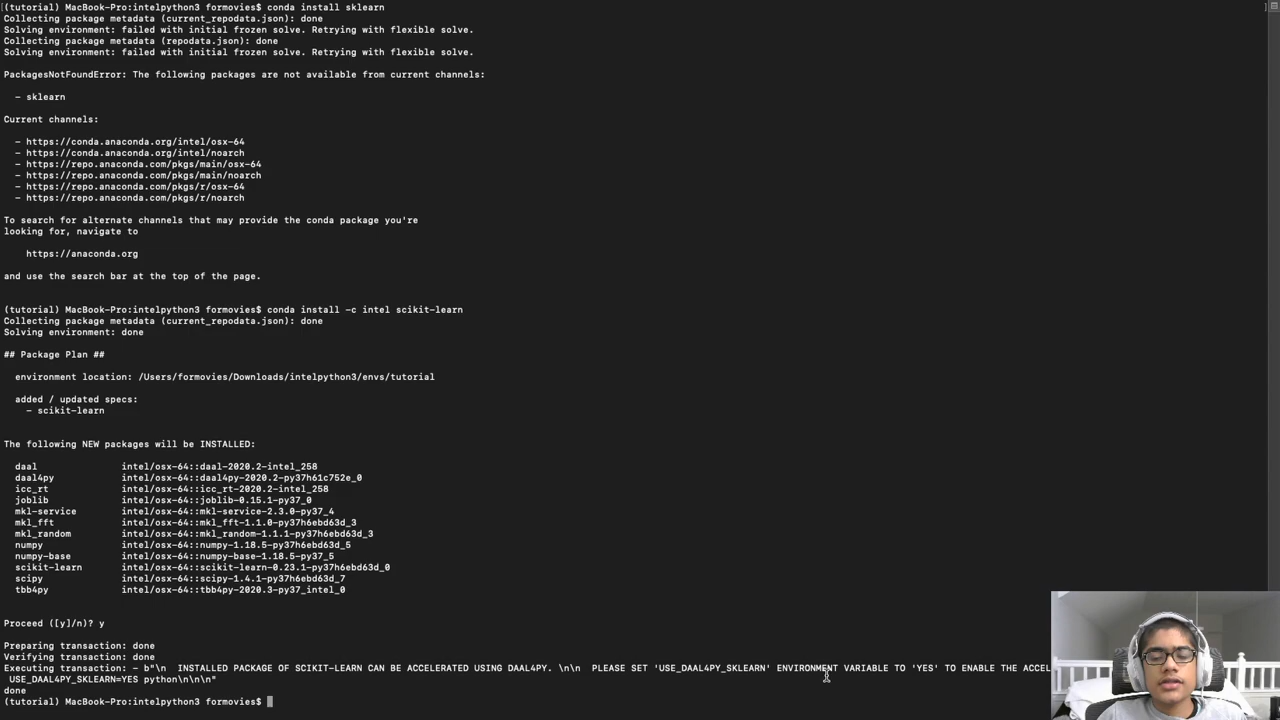 (tutorial) MacBook-Pro:intelpython3 formovies$ conda install sklearn
Collecting package metadata (current_repodata.json): done
Solving environment: failed with initial frozen solve. Retrying with flexible solve.
Collecting package metadata (repodata.json): done
Solving environment: failed with initial frozen solve. Retrying with flexible solve.
PackagesNotFoundError: The following packages are not available from current channels:
- sklearn
Current channels:
- https://conda.anaconda.org/intel/osx-64
- https://conda.anaconda.org/intel/noarch
- https://repo.anaconda.com/pkgs/main/osx-64
- https://repo.anaconda.com/pkgs/main/noarch
- https://repo.anaconda.com/pkgs/r/osx-64
- https://repo.anaconda.com/pkgs/r/noarch
To search for alternate channels that may provide the conda package you're
looking for, navigate to
https://anaconda.org
and use the search bar at the top of the page.
(tutorial) MacBook-Pro:intelpython3 formovies$ conda install -c intel scikit-learn
Collecting package metadata (current_repodata.json): done
Solving environment: done
## Package Plan ##
environment location: /Users/formovies/Downloads/intelpython3/envs/tutorial
added / updated specs:
- scikit-learn
The following NEW packages will be INSTALLED:
daal intel/osx-64::daal-2020.2-intel_258
daal4py intel/osx-64::daal4py-2020.2-py37h61c752e_0
icc_rt intel/osx-64::icc_rt-2020.2-intel_258
joblib intel/osx-64::joblib-0.15.1-py37_0
mkl-service intel/osx-64::mkl-service-2.3.0-py37_4
mkl_fft intel/osx-64::mkl_fft-1.1.0-py37h6ebd63d_3
mkl_random intel/osx-64::mkl_random-1.1.1-py37h6ebd63d_3
numpy intel/osx-64::numpy-1.18.5-py37h6ebd63d_5
numpy-base intel/osx-64::numpy-base-1.18.5-py37_5
scikit-learn intel/osx-64::scikit-learn-0.23.1-py37h6ebd63d_0
scipy intel/osx-64::scipy-1.4.1-py37h6ebd63d_7
tbb4py intel/osx-64::tbb4py-2020.3-py37_intel_0
Proceed ([y]/n)? y
Preparing transaction: done
Verifying transaction: done
Executing transaction: - b"\n INSTALLED PACKAGE OF SCIKIT-LEARN CAN BE ACCELERATED USING DAAL4PY. \n\n PLEASE SET 'USE_DAAL4PY_SKLEARN' ENVIRONMENT VARIABLE TO 'YES' TO ENABLE THE ACCEL
USE_DAAL4PY_SKLEARN=YES python\n\n\n"
done
(tutorial) MacBook-Pro:intelpython3 formovies$